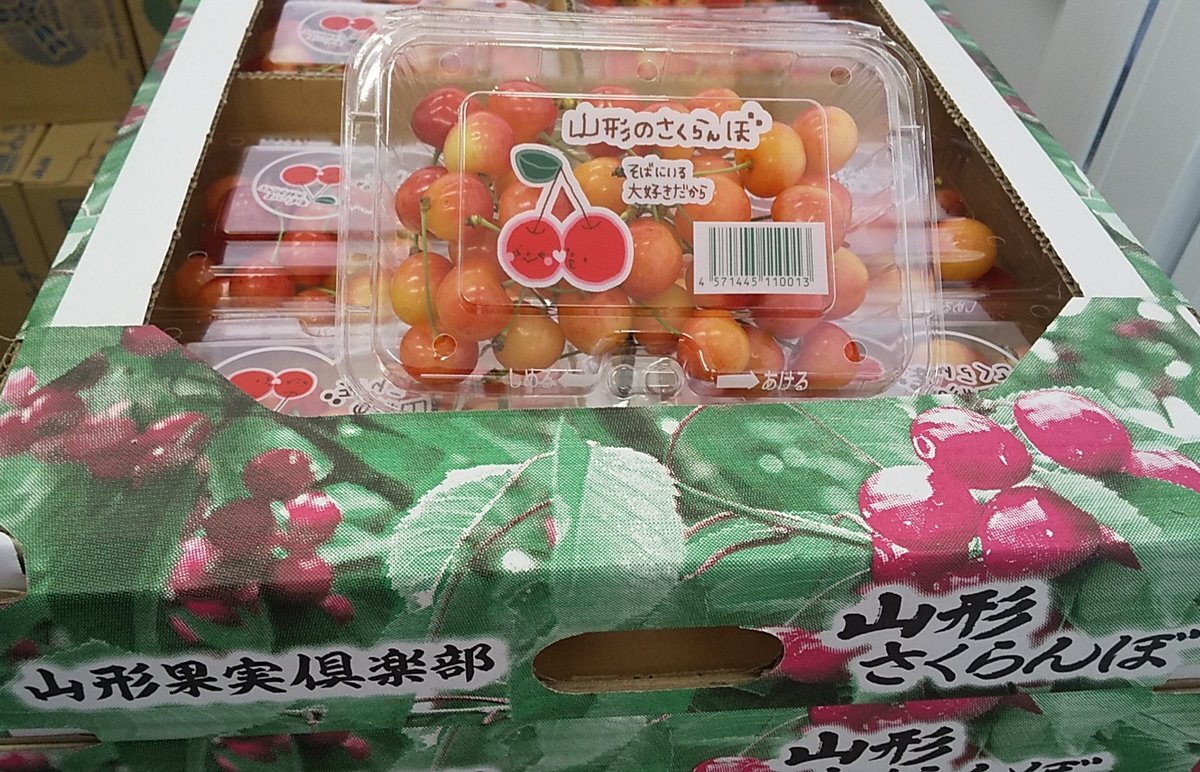 山形のさくらんぼ
そばにいる
大好きだから
4 571445 110013
しめる
あける
山形果実倶楽部
山形
さくらんぼ
山形